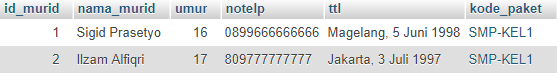 id_murid nama_murid umur notelp ttl kode_paket
1 Sigid Prasetyo 16 0899666666666 Magelang, 5 Juni 1998 SMP-KEL1
2 Ilzam Alfiqri 17 809777777777 Jakarta, 3 Juli 1997 SMP-KEL1